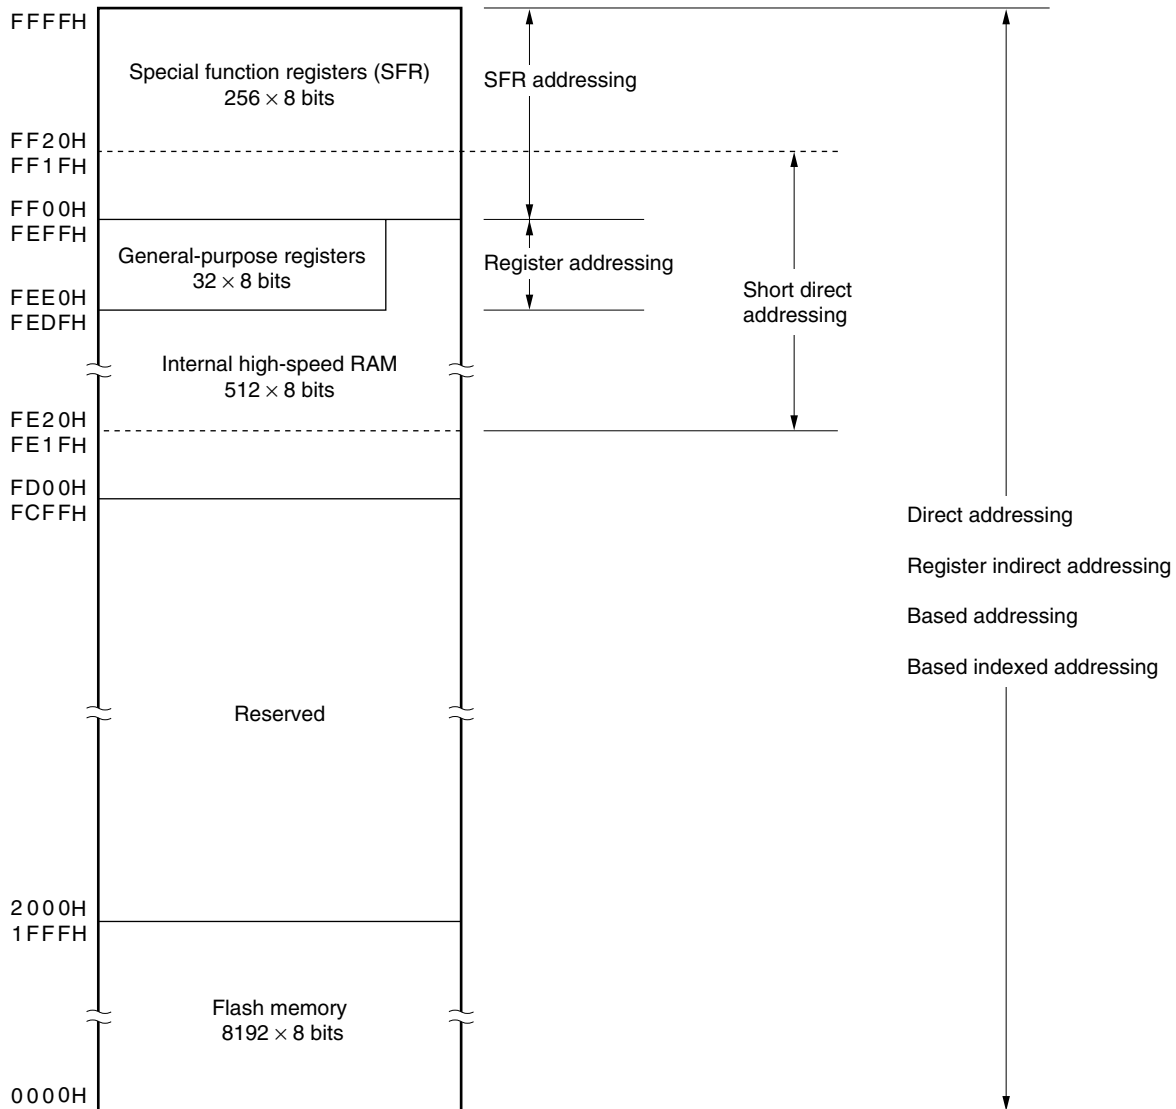 FFFFH
Special function registers (SFR)
256 × 8 bits
SFR addressing
FF20H
FF1FH
FF00H
FEFFH
General-purpose registers
32 × 8 bits
Register addressing
Short direct
addressing
FEE0H
FEDFH
Internal high-speed RAM
512 × 8 bits
FE20H
FE1FH
FD00H
FCFFH
Direct addressing
Register indirect addressing
Based addressing
Based indexed addressing
Reserved
2000H
1FFFH
Flash memory
8192 × 8 bits
0000H